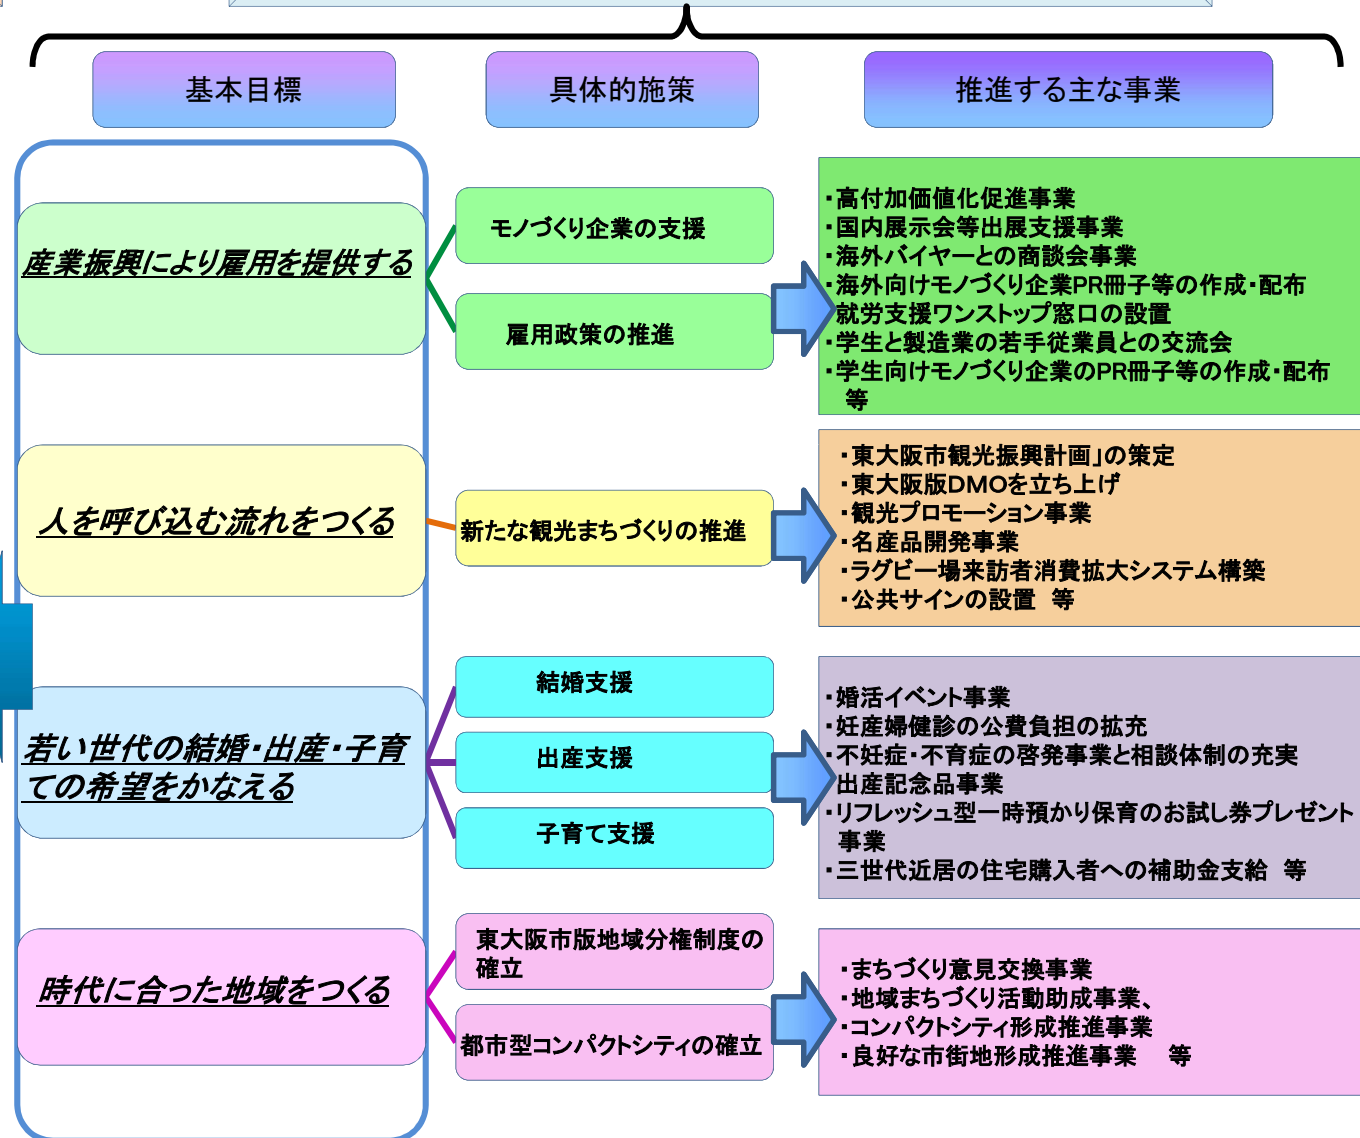 基本目標
具体的施策
推進する主な事業
産業振興により雇用を提供する
モノづくり企業の支援
雇用政策の推進
・高付加価値化促進事業
・国内展示会等出展支援事業
・海外バイヤーとの商談会事業
・海外向けモノづくり企業PR冊子等の作成・配布
就労支援ワンストップ窓口の設置
・学生と製造業の若手従業員との交流会
・学生向けモノづくり企業のPR冊子等の作成・配布
等
人を呼び込む流れをつくる
新たな観光まちづくりの推進
・東大阪市観光振興計画」の策定
・東大阪版DMOを立ち上げ
・観光プロモーション事業
・名産品開発事業
・ラグビー場来訪者消費拡大システム構築
・公共サインの設置 等
若い世代の結婚・出産・子育
ての希望をかなえる
結婚支援
出産支援
子育て支援
・婚活イベント事業
・妊産婦健診の公費負担の拡充
・不妊症・不育症の啓発事業と相談体制の充実
出産記念品事業
・リフレッシュ型一時預かり保育のお試し券プレゼント
事業
・三世代近居の住宅購入者への補助金支給 等
時代に合った地域をつくる
東大阪市版地域分権制度の
確立
都市型コンパクトシティの確立
・まちづくり意見交換事業
・地域まちづくり活動助成事業、
・コンパクトシティ形成推進事業
・良好な市街地形成推進事業 等